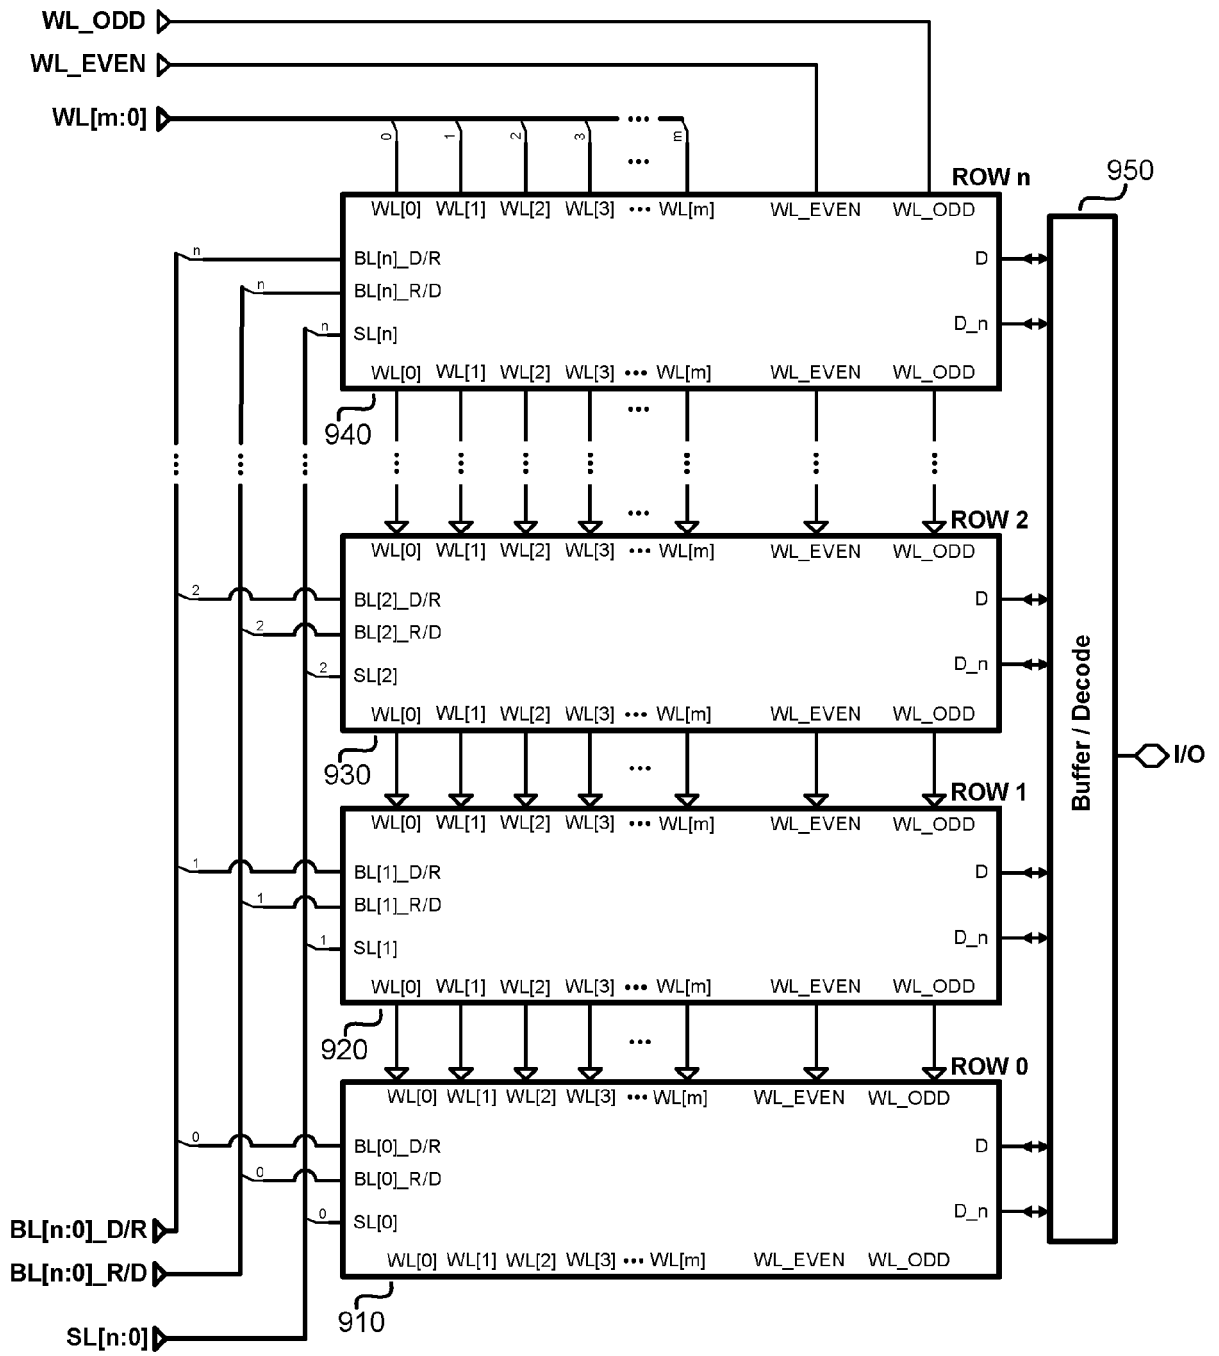 WL_ODD
WL_EVEN
WL[m:0]
0 1 2 3 ... m
...
ROW n
950
WL[0] WL[1] WL[2] WL[3] ... WL[m] WL_EVEN WL_ODD
n BL[n]_D/R D
n BL[n]_R/D
n SL[n] D_n
WL[0] WL[1] WL[2] WL[3] ... WL[m] WL_EVEN WL_ODD
940
...
... ... ... ... ... ... ... ... ... ...
...
ROW 2
WL[0] WL[1] WL[2] WL[3] ... WL[m] WL_EVEN WL_ODD
2 BL[2]_D/R D
2 BL[2]_R/D
2 SL[2] D_n
WL[0] WL[1] WL[2] WL[3] ... WL[m] WL_EVEN WL_ODD
930
...
Buffer / Decode
I/O
ROW 1
WL[0] WL[1] WL[2] WL[3] ... WL[m] WL_EVEN WL_ODD
1 BL[1]_D/R D
1 BL[1]_R/D
1 SL[1] D_n
WL[0] WL[1] WL[2] WL[3] ... WL[m] WL_EVEN WL_ODD
920
...
ROW 0
WL[0] WL[1] WL[2] WL[3] ... WL[m] WL_EVEN WL_ODD
0 BL[0]_D/R D
0 BL[0]_R/D
0 SL[0] D_n
WL[0] WL[1] WL[2] WL[3] ... WL[m] WL_EVEN WL_ODD
910
BL[n:0]_D/R
BL[n:0]_R/D
SL[n:0]